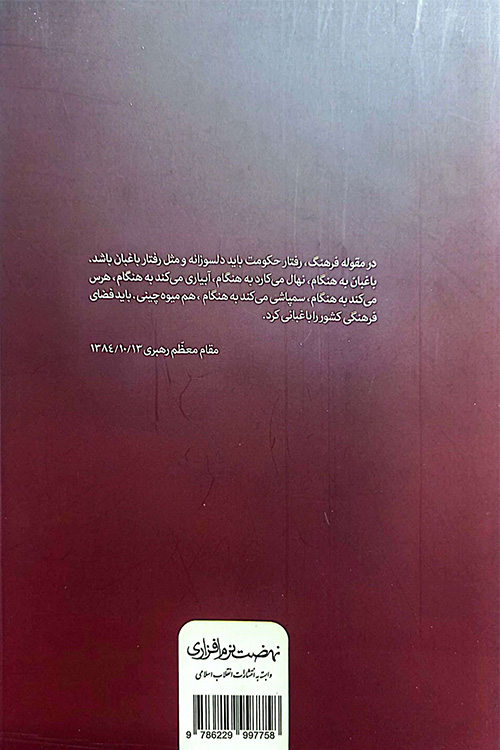 در مقوله فرهنگ، رفتار حکومت باید دلسوزانه و مثل رفتار باغبان باشد.
باغبان به هنگام، نهال می‌کارد به هنگام، آبیاری می‌کند به هنگام، هرس
می‌کند به هنگام، سمپاشی می‌کند به هنگام، هم میوه چینی. باید فضای
فرهنگی کشور را باغبانی کرد.
مقام معظّم رهبری ۱۳۸۴/۱۰/۱۳
نهضت نرم افزاری
وابسته به انتشارات انقلاب اسلامی
9 786229 997758